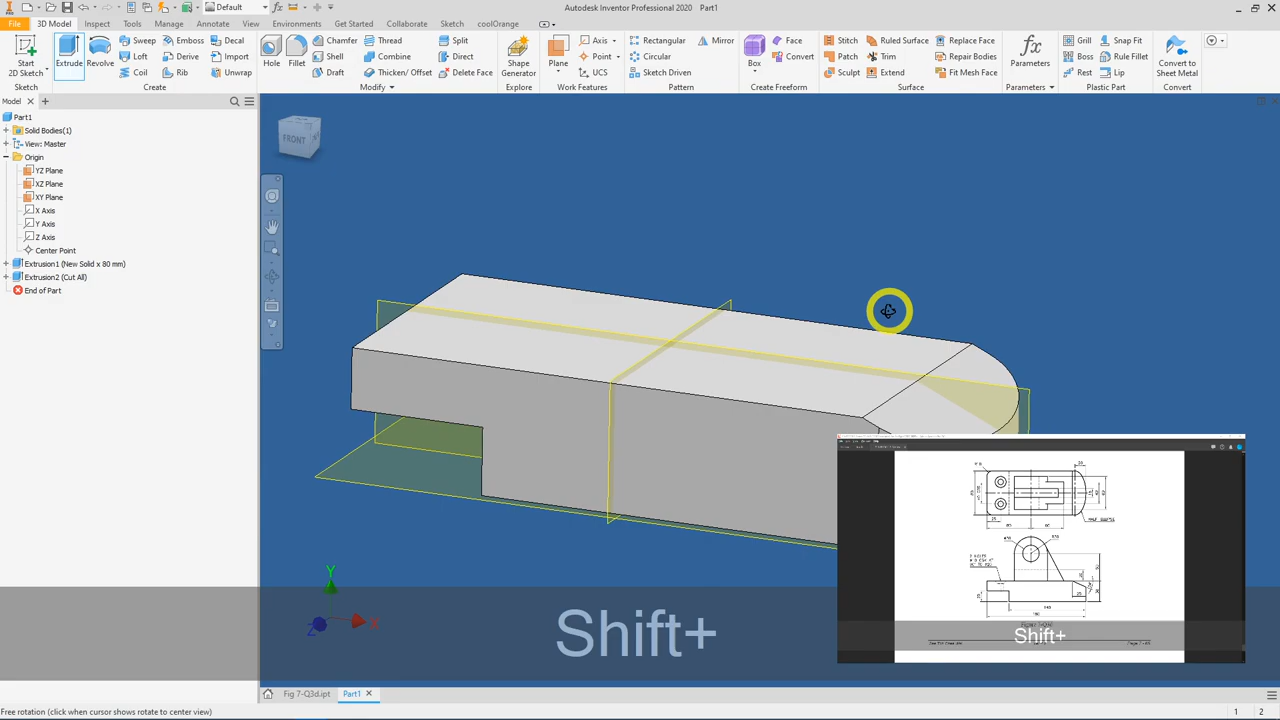 Default
Autodesk Inventor Professional 2020 Part1
File 3D Model Inspect Tools Manage Annotate View Environments Get Started Collaborate Sketch coolOrange
Start
2D Sketch
Sketch
Extrude Revolve
Sweep Emboss Decal
Loft Derive Import
Coil Rib Unwrap
Create
Hole Fillet
Chamfer Thread Split
Shell Combine Direct
Draft Thicken/ Offset Delete Face
Modify
Shape
Generator
Explore
Plane
Axis
Point
UCS
Work Features
Rectangular Mirror
Circular
Sketch Driven
Pattern
Box
Face
Convert
Create Freeform
Stitch Ruled Surface Replace Face
Patch Trim Repair Bodies
Sculpt Extend Fit Mesh Face
Surface
Parameters
Parameters
Grill Snap Fit
Boss Rule Fillet
Rest Lip
Plastic Part
Convert to
Sheet Metal
Convert
Model
Part1
Solid Bodies(1)
View: Master
Origin
YZ Plane
XZ Plane
XY Plane
X Axis
Y Axis
Z Axis
Center Point
Extrusion1 (New Solid x 80 mm)
Extrusion2 (Cut All)
End of Part
FRONT
Y
X
Z
Shift+
Shift+
Fig 7-Q3d.ipt Part1
Free rotation (click when cursor shows rotate to center view) 1 2